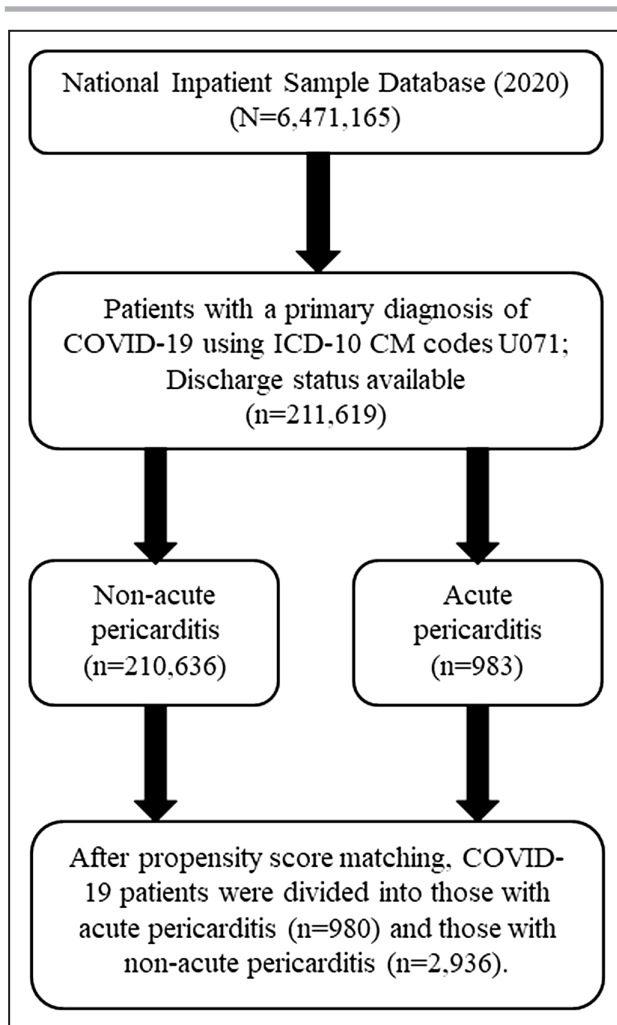 National Inpatient Sample Database (2020)
(N=6,471,165)
Patients with a primary diagnosis of
COVID-19 using ICD-10 CM codes U071;
Discharge status available
(n=211,619)
Non-acute
pericarditis
(n=210,636)
Acute
pericarditis
(n=983)
After propensity score matching, COVID-
19 patients were divided into those with
acute pericarditis (n=980) and those with
non-acute pericarditis (n=2,936).